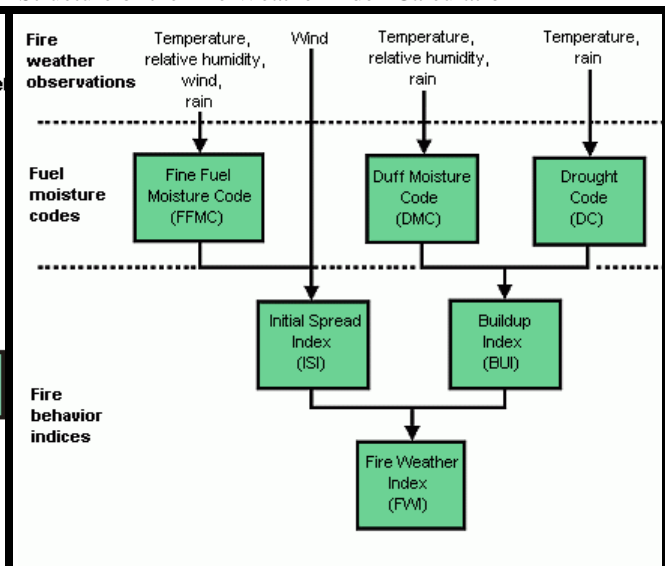 Fire
weather
observations
Temperature,
relative humidity,
wind,
rain
Wind
Temperature,
relative humidity,
rain
Temperature,
rain
Fuel
moisture
codes
Fine Fuel
Moisture Code
(FFMC)
Duff Moisture
Code
(DMC)
Drought
Code
(DC)
Initial Spread
Index
(ISI)
Buildup
Index
(BUI)
Fire
behavior
indices
Fire Weather
Index
(FWI)